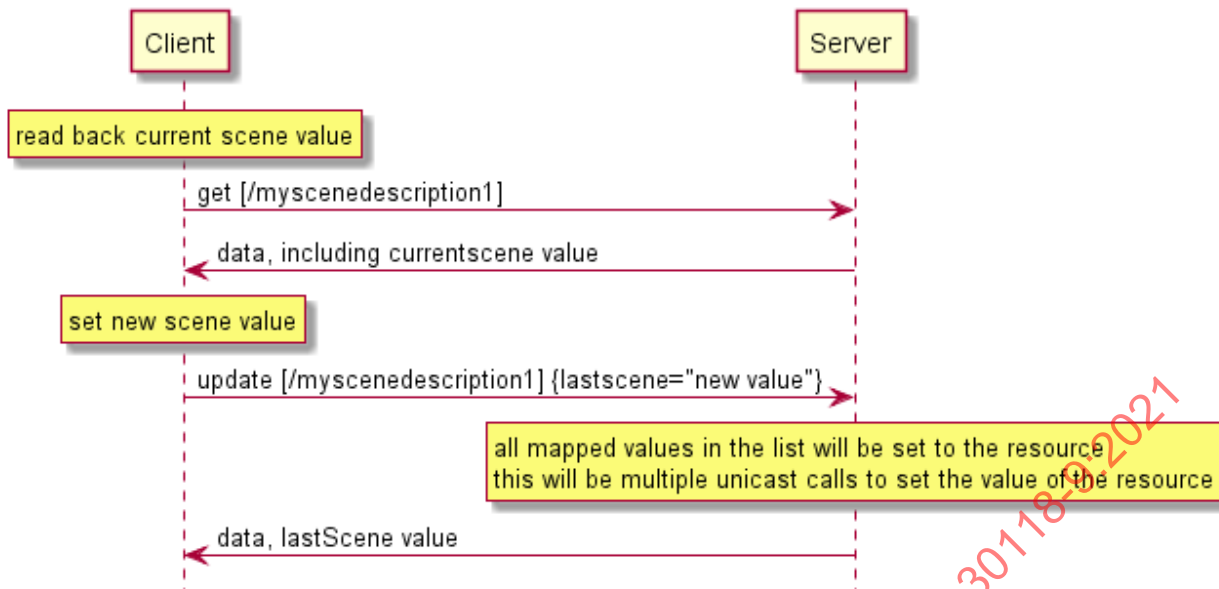 Client
Server
read back current scene value
get [/myscenedescription1]
data, including currentscene value
set new scene value
update [/myscenedescription1] {lastscene="new value"}
all mapped values in the list will be set to the resource
this will be multiple unicast calls to set the value of the resource
data, lastScene value
30118-9:2021